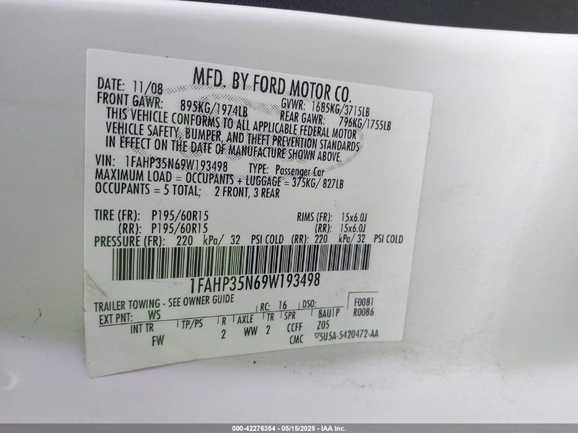 MFD. BY FORD MOTOR CO.
DATE: 11/08 GVWR: 1685KG/3715LB
FRONT GAWR: 895KG/1974LB REAR GAWR: 796KG/1755LB
THIS VEHICLE CONFORMS TO ALL APPLICABLE FEDERAL MOTOR
VEHICLE SAFETY, BUMPER, AND THEFT PREVENTION STANDARDS
IN EFFECT ON THE DATE OF MANUFACTURE SHOWN ABOVE.
VIN: 1FAHP35N69W193498 TYPE: Passenger Car
MAXIMUM LOAD = OCCUPANTS + LUGGAGE = 375KG/ 827LB
OCCUPANTS = 5 TOTAL; 2 FRONT, 3 REAR
TIRE (FR): P195/60R15 RIMS (FR): 15x6.0J
(RR): P195/60R15 (RR): 15x6.0J
PRESSURE (FR): 220 kPa/ 32 PSI COLD (RR): 220 kPa/ 32 PSI COLD
1FAHP35N69W193498
TRAILER TOWING - SEE OWNER GUIDE
EXT PNT: WS RC: 16 DSO: F0081
R0086
INT TR TP/PS R AXLE TR SPR BAUIP
FW 2 WW 2 CCFF Z05
CMC 5U5A-5420472-AA
000-42276354 - 05/15/2025 - IAA, Inc.